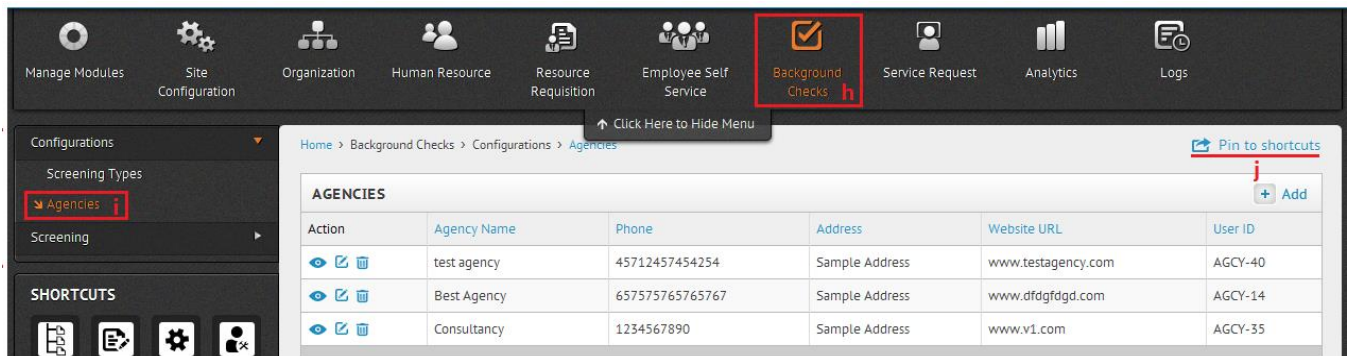 Manage Modules
Site
Configuration
Organization
Human Resource
Resource
Requisition
Employee Self
Service
Background
Checks
h
Service Request
Analytics
Logs
↑ Click Here to Hide Menu
Configurations
Screening Types
Agencies i
Screening
SHORTCUTS
Home > Background Checks > Configurations > Agencies
Pin to shortcuts
j
AGENCIES
+ Add
Action Agency Name Phone Address Website URL User ID
test agency 45712457454254 Sample Address www.testagency.com AGCY-40
Best Agency 657575765765767 Sample Address www.dfdgfdgd.com AGCY-14
Consultancy 1234567890 Sample Address www.v1.com AGCY-35